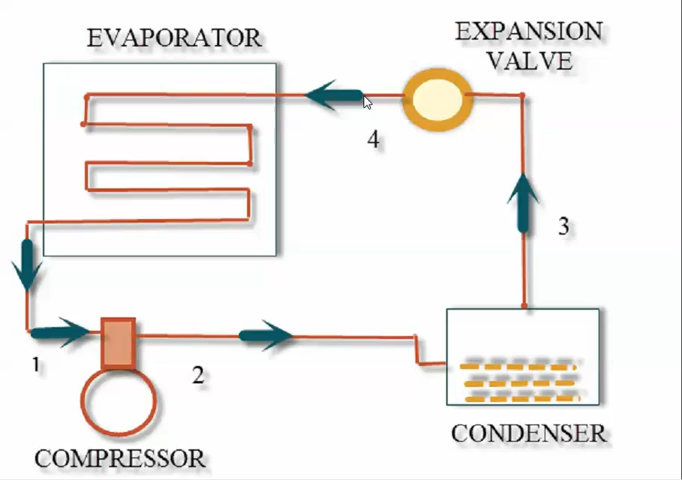 EVAPORATOR
EXPANSION
VALVE
4
3
1
2
CONDENSER
COMPRESSOR